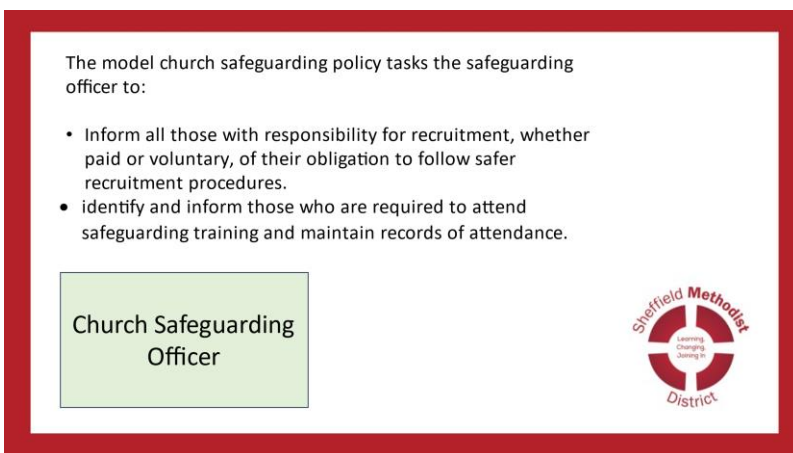 The model church safeguarding policy tasks the safeguarding
officer to:
• Inform all those with responsibility for recruitment, whether
paid or voluntary, of their obligation to follow safer
recruitment procedures.
• identify and inform those who are required to attend
safeguarding training and maintain records of attendance.
Church Safeguarding
Officer
Sheffield Methodist
Learning,
Changing,
Joining in
District